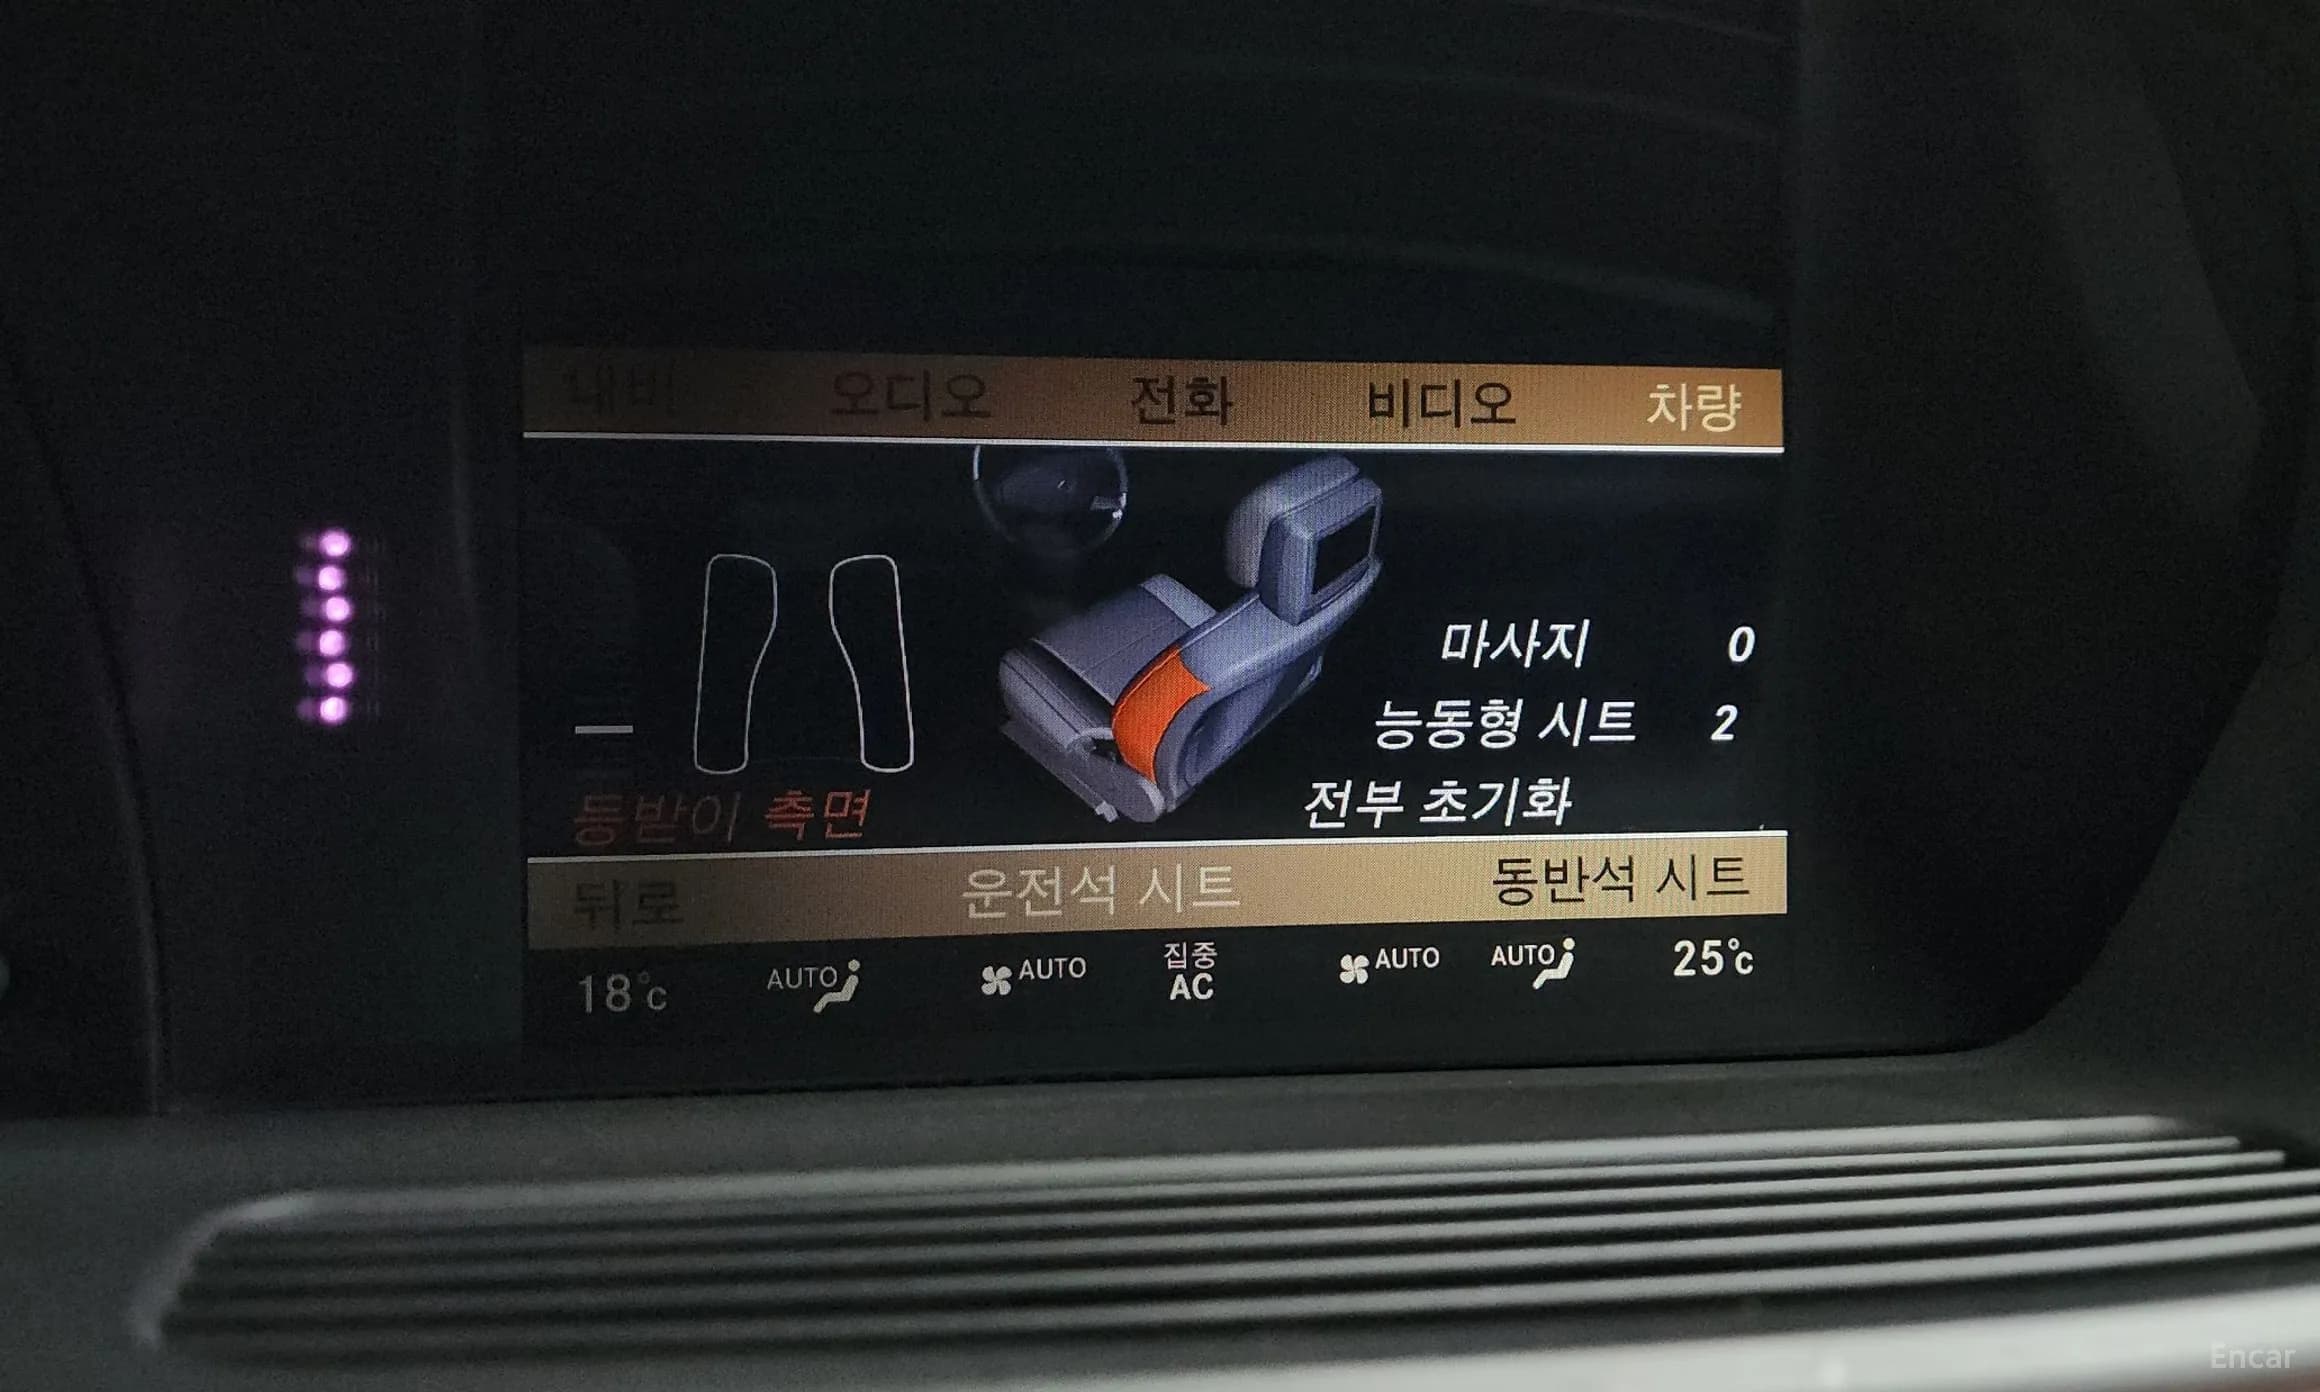 내비 오디오 전화 비디오 차량
마사지 0
능동형 시트 2
전부 초기화
등받이 측면
뒤로 운전석 시트 동반석 시트
18°c AUTO AUTO 집중 AC AUTO AUTO 25°c
Encar